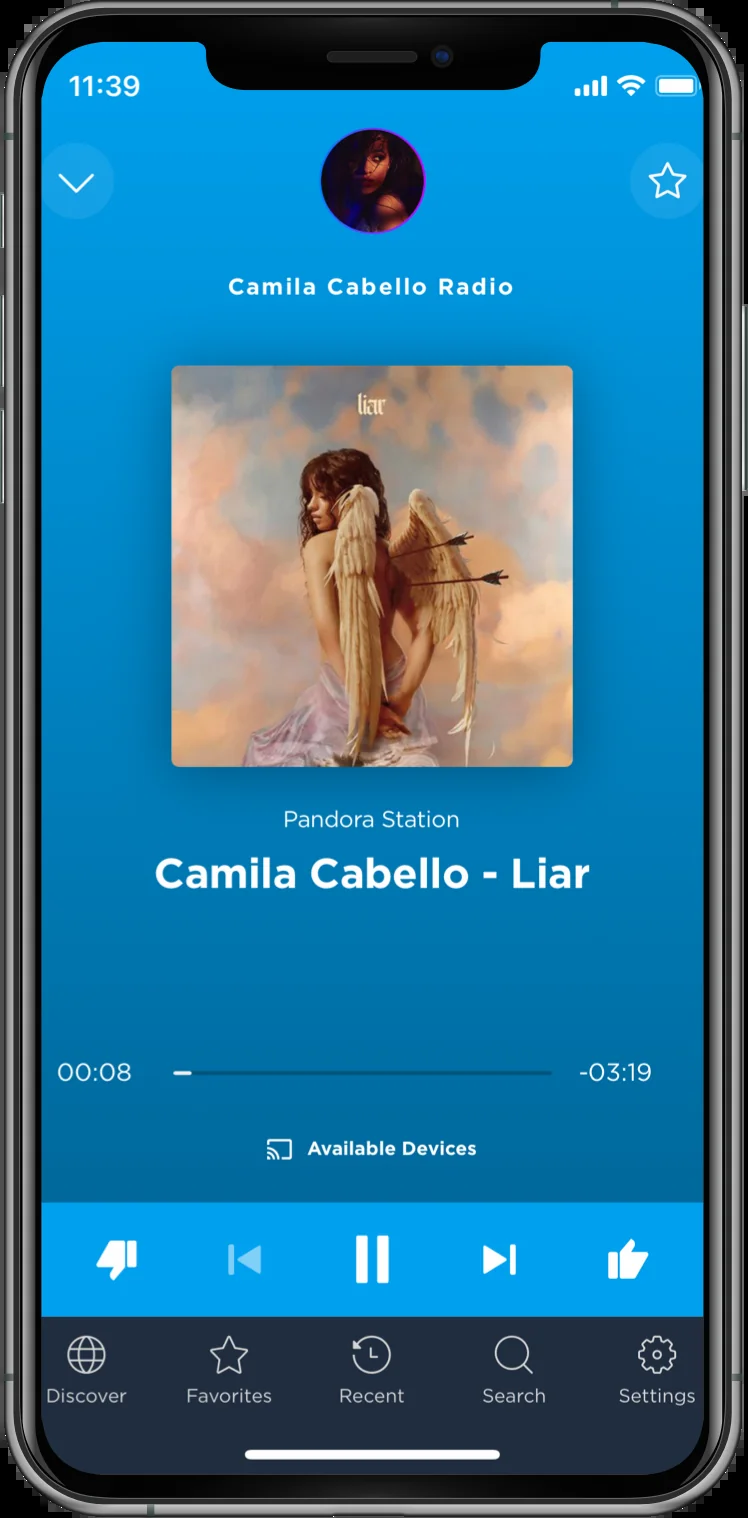 11:39
Camila Cabello Radio
liar
Pandora Station
Camila Cabello - Liar
00:08 -03:19
Available Devices
Discover Favorites Recent Search Settings